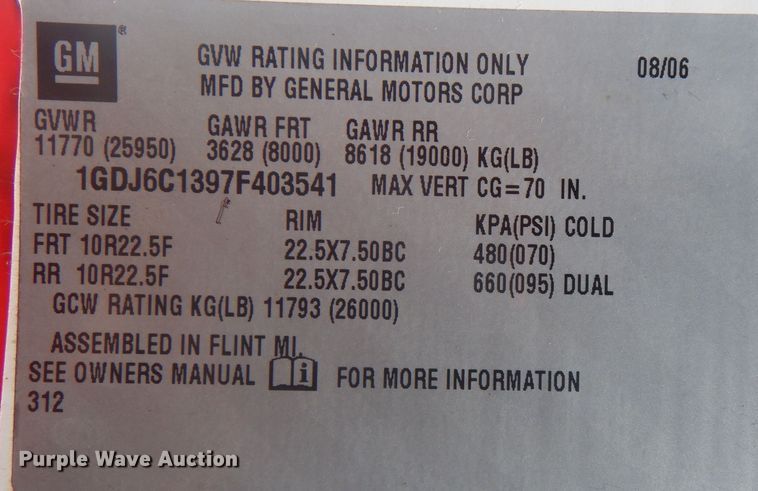 GM®
GVW RATING INFORMATION ONLY 08/06
MFD BY GENERAL MOTORS CORP
GVWR GAWR FRT GAWR RR
11770 (25950) 3628 (8000) 8618 (19000) KG(LB)
1GDJ6C1397F403541 MAX VERT CG=70 IN.
TIRE SIZE RIM KPA(PSI) COLD
FRT 10R22.5F 22.5X7.50BC 480(070)
RR 10R22.5F 22.5X7.50BC 660(095) DUAL
GCW RATING KG(LB) 11793 (26000)
ASSEMBLED IN FLINT MI.
SEE OWNERS MANUAL i FOR MORE INFORMATION
312
Purple Wave Auction